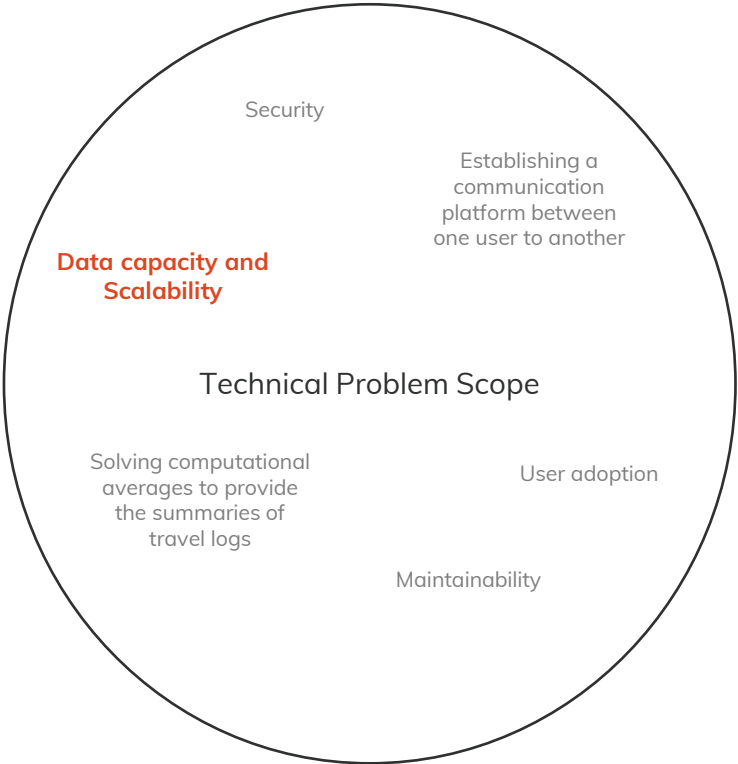 Security
Establishing a
communication
platform between
one user to another
Data capacity and
Scalability
Technical Problem Scope
Solving computational
averages to provide
the summaries of
travel logs
User adoption
Maintainability